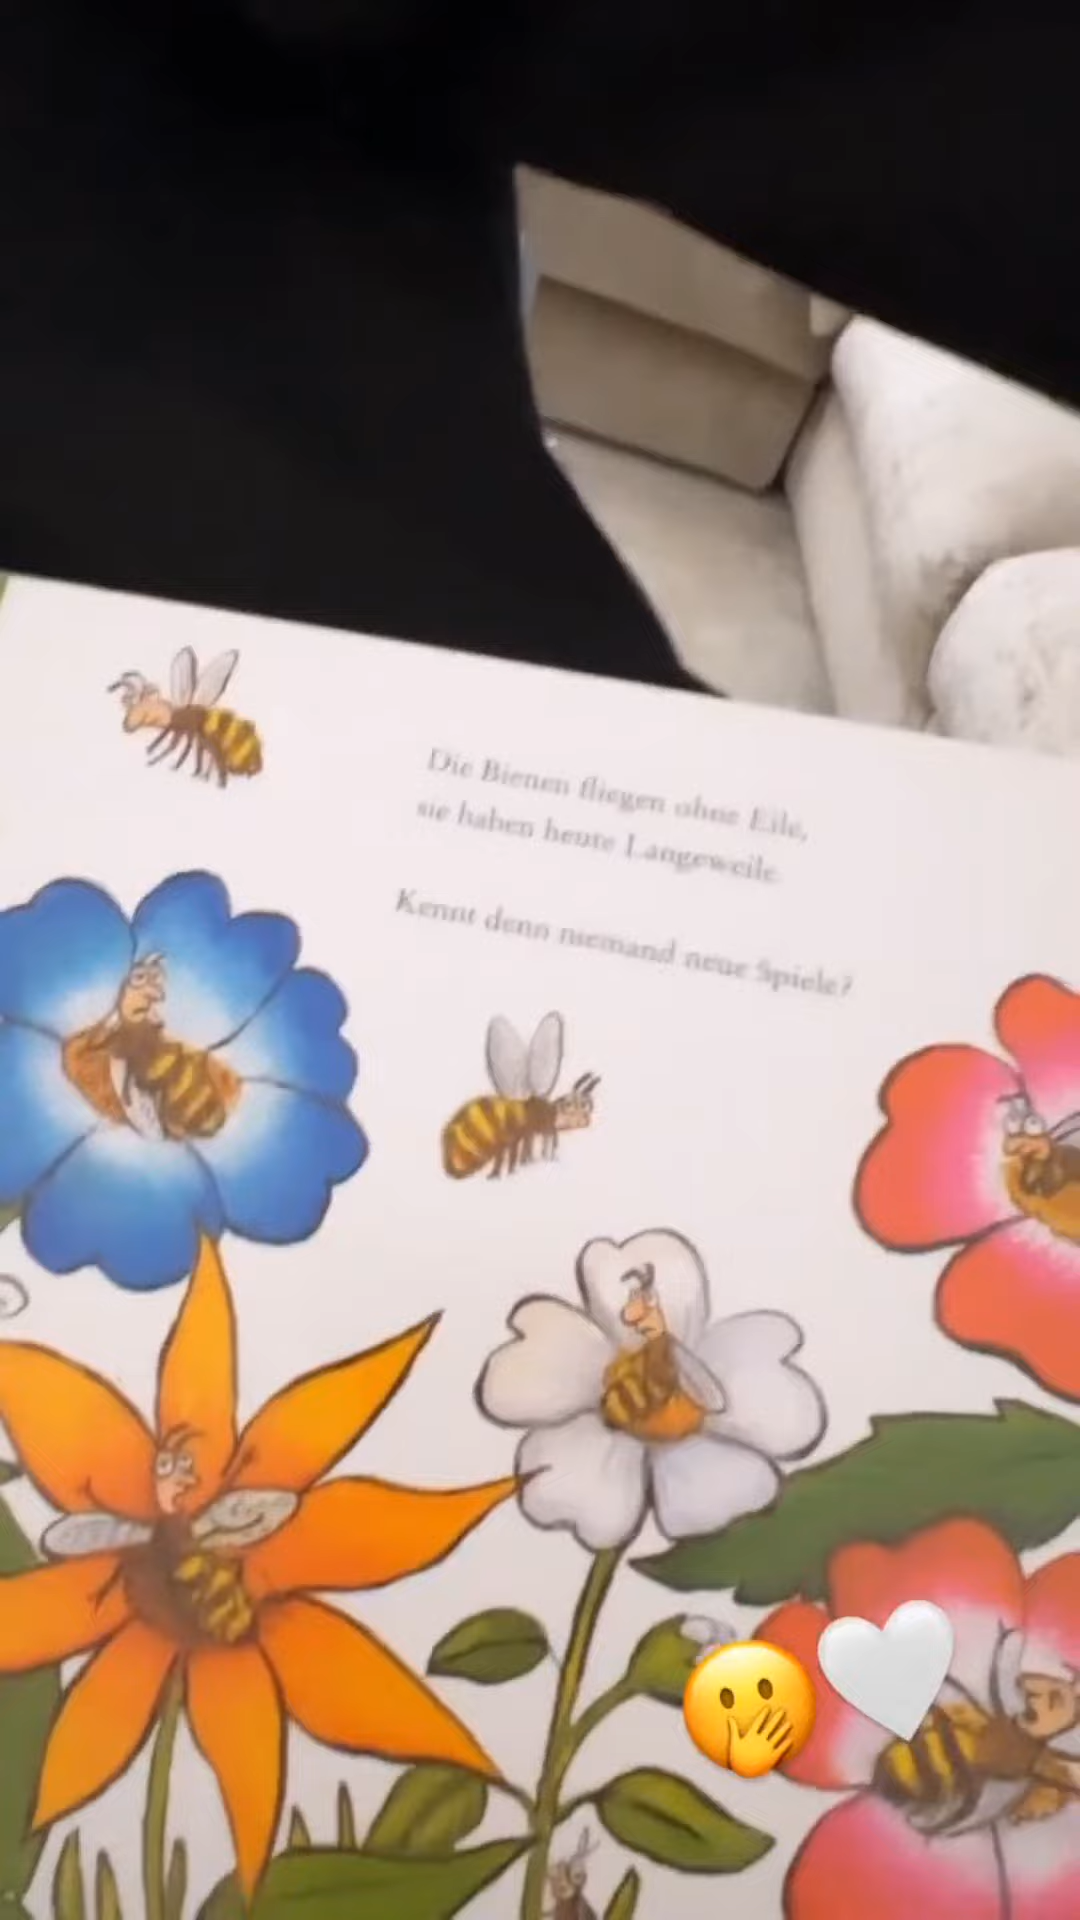 Die Bienen fliegen ohne Eile,
sie haben heute Langeweile.
Kennt denn niemand neue Spiele?